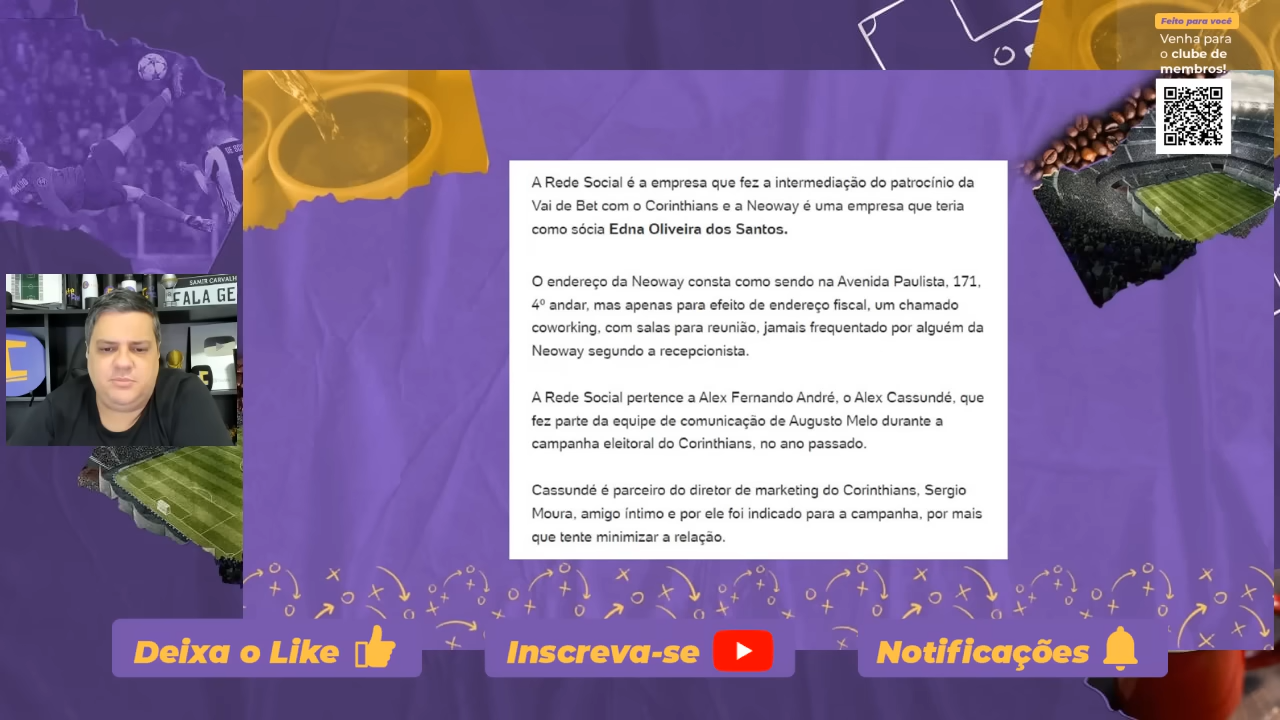 Feito para você
Venha para
o clube de
membros!
SAMIR CARVALHO
FALA GE
A Rede Social é a empresa que fez a intermediação do patrocínio da
Vai de Bet com o Corinthians e a Neoway é uma empresa que teria
como sócia Edna Oliveira dos Santos.
O endereço da Neoway consta como sendo na Avenida Paulista, 171,
4º andar, mas apenas para efeito de endereço fiscal, um chamado
coworking, com salas para reunião, jamais frequentado por alguém da
Neoway segundo a recepcionista.
A Rede Social pertence a Alex Fernando André, o Alex Cassundé, que
fez parte da equipe de comunicação de Augusto Melo durante a
campanha eleitoral do Corinthians, no ano passado.
Cassundé é parceiro do diretor de marketing do Corinthians, Sergio
Moura, amigo íntimo e por ele foi indicado para a campanha, por mais
que tente minimizar a relação.
Deixa o Like
Inscreva-se
Notificações